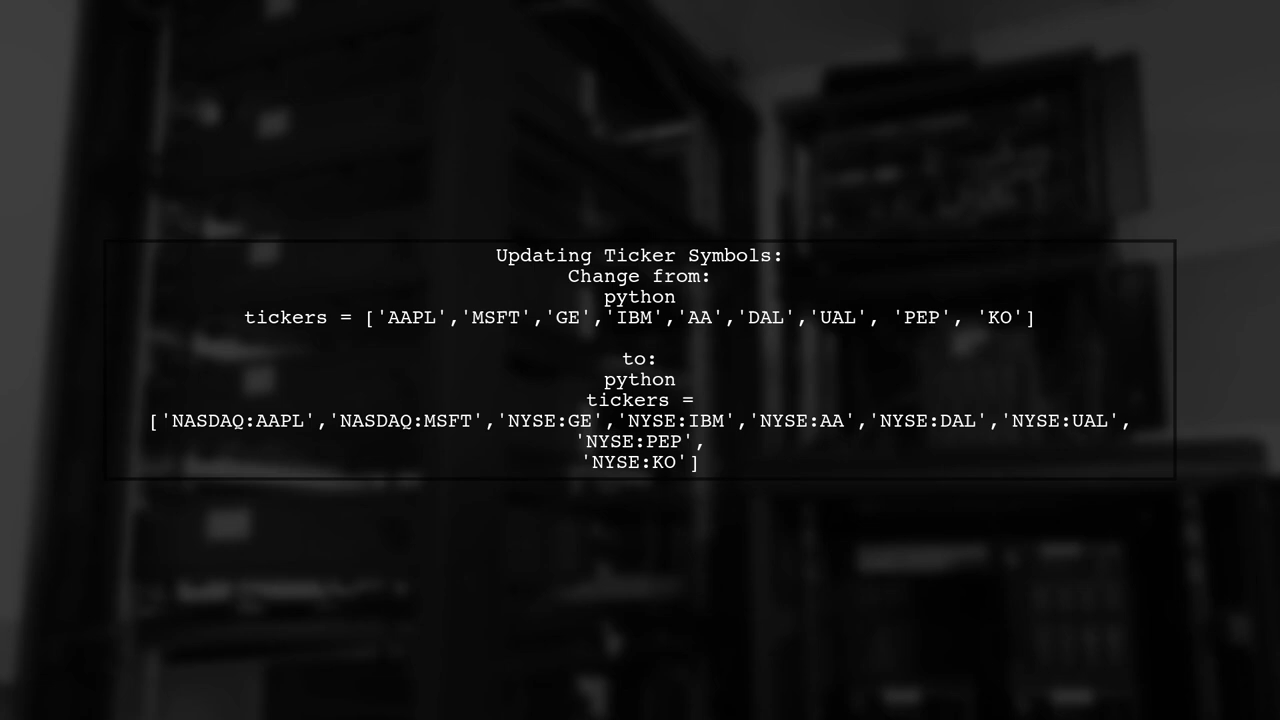 Updating Ticker Symbols:
Change from:
python
tickers = ['AAPL','MSFT','GE','IBM','AA','DAL','UAL', 'PEP', 'KO']
to:
python
tickers =
['NASDAQ:AAPL','NASDAQ:MSFT','NYSE:GE','NYSE:IBM','NYSE:AA','NYSE:DAL','NYSE:UAL',
'NYSE:PEP',
'NYSE:KO']